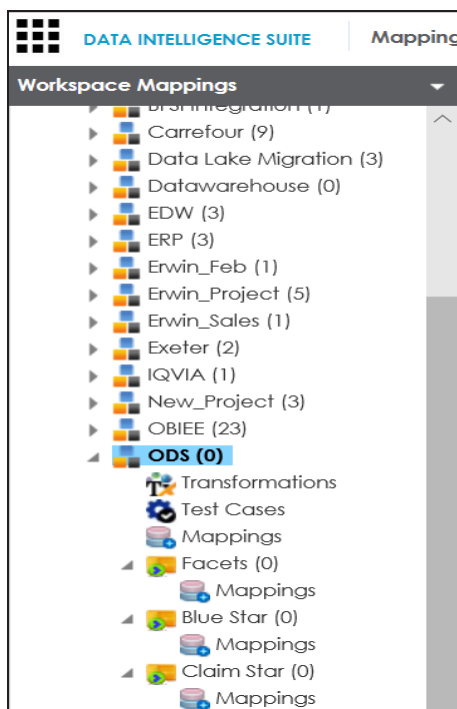 DATA INTELLIGENCE SUITE Mapping
Workspace Mappings
Carrefour (9)
Data Lake Migration (3)
Datawarehouse (0)
EDW (3)
ERP (3)
Erwin_Feb (1)
Erwin_Project (5)
Erwin_Sales (1)
Exeter (2)
IQVIA (1)
New_Project (3)
OBIEE (23)
ODS (0)
Transformations
Test Cases
Mappings
Facets (0)
Mappings
Blue Star (0)
Mappings
Claim Star (0)
Mappings